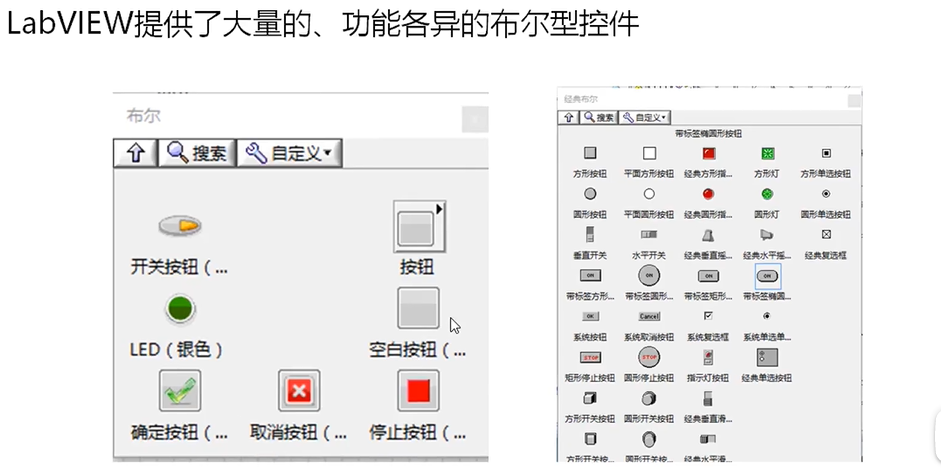 LabVIEW提供了大量的、功能各异的布尔型控件
布尔
搜索 自定义
开关按钮 (... 按钮
LED (银色) 空白按钮 (...
确定按钮 (... 取消按钮 (... 停止按钮 (...
经典布尔
搜索 自定义
带标签椭圆形按钮
方形按钮 平面方形按钮 经典方形指... 方形灯 方形单选按钮
圆形按钮 平面圆形按钮 经典圆形指... 圆形灯 圆形单选按钮
垂直开关 水平开关 经典垂直摇... 经典水平摇... 经典复选框
ON ON ON ON
带标签方形... 带标签圆形... 带标签矩形... 带标签椭圆...
OK Cancel
系统按钮 系统取消按钮 系统复选框 系统单选单...
STOP STOP
矩形停止按钮 圆形停止按钮 指示灯按钮 经典单选按钮
方形开关按钮 圆形开关按钮 经典垂直滑...
方形开关按... 圆形开关按... 经典水平滑...